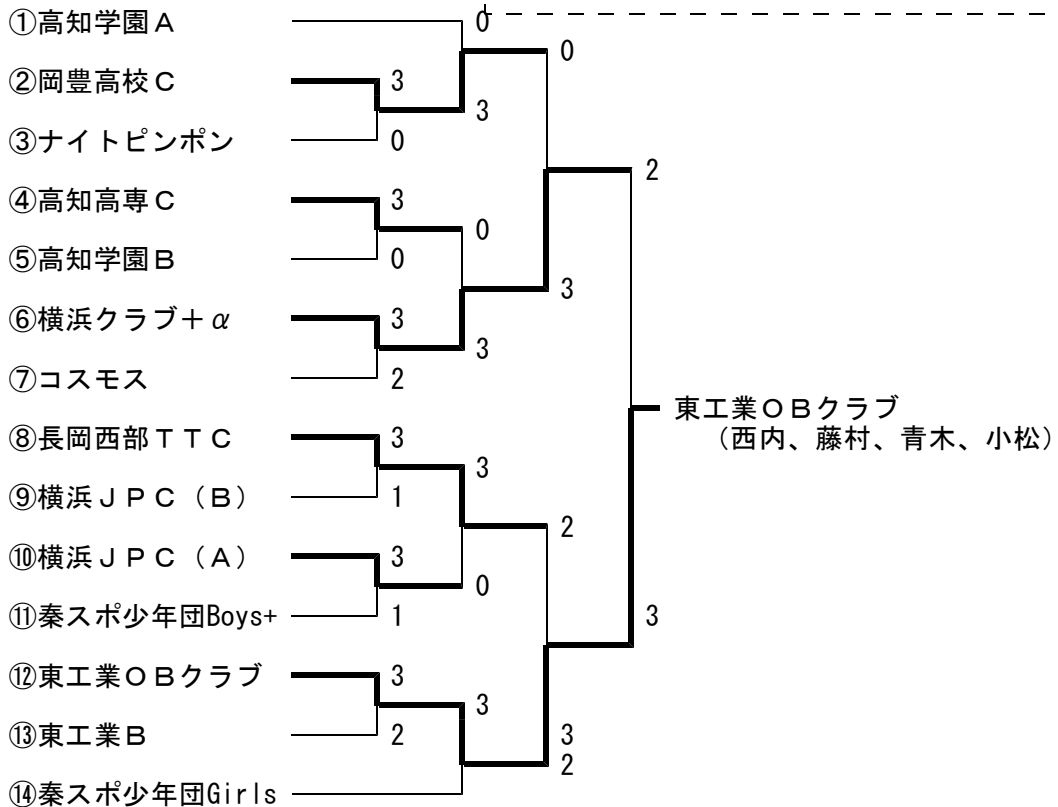 ①高知学園A 0
0
②岡豊高校C 3
3
③ナイトピンポン 0
2
④高知高専C 3
0
⑤高知学園B 0
3
⑥横浜クラブ+α 3
3
⑦コスモス 2
東工業OBクラブ
(西内、藤村、青木、小松)
⑧長岡西部TTC 3
3
⑨横浜JPC(B) 1
2
⑩横浜JPC(A) 3
0
⑪秦スポ少年団Boys+ 1
3
⑫東工業OBクラブ 3
3
⑬東工業B 2
3
2
⑭秦スポ少年団Girls